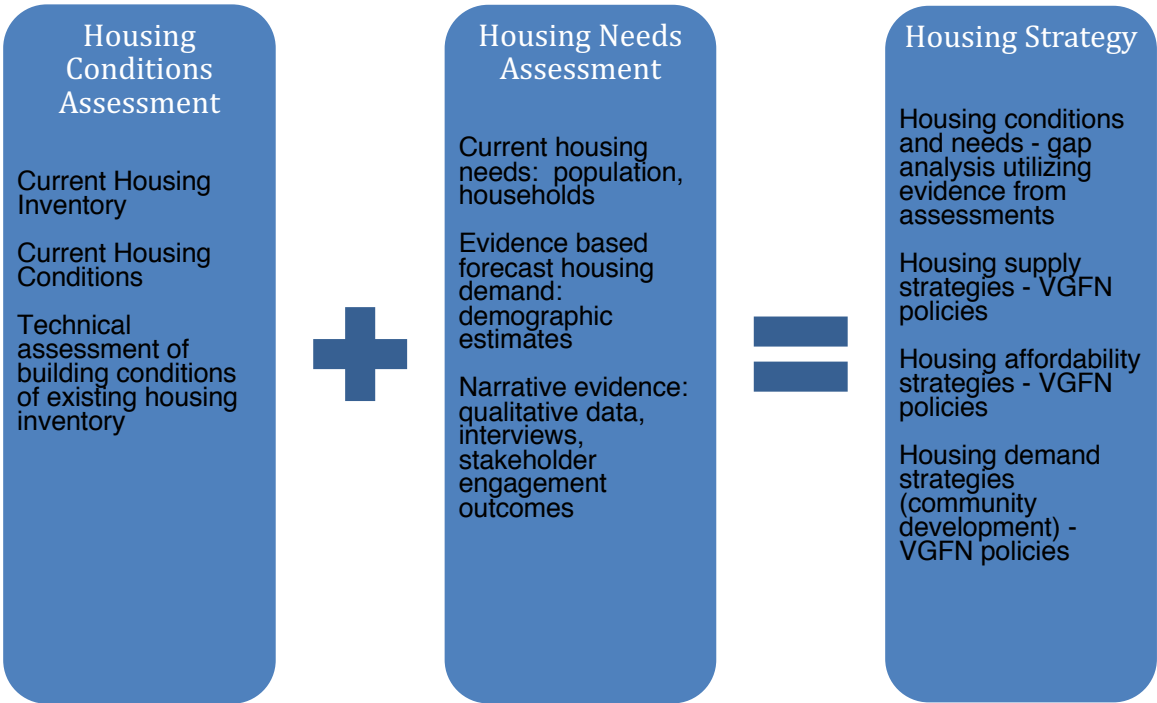 Housing
Conditions
Assessment
Current Housing
Inventory
Current Housing
Conditions
Technical
assessment of
building conditions
of existing housing
inventory
Housing Needs
Assessment
Current housing
needs: population,
households
Evidence based
forecast housing
demand:
demographic
estimates
Narrative evidence:
qualitative data,
interviews,
stakeholder
engagement
outcomes
Housing Strategy
Housing conditions
and needs - gap
analysis utilizing
evidence from
assessments
Housing supply
strategies - VGFN
policies
Housing affordability
strategies - VGFN
policies
Housing demand
strategies
(community
development) -
VGFN policies